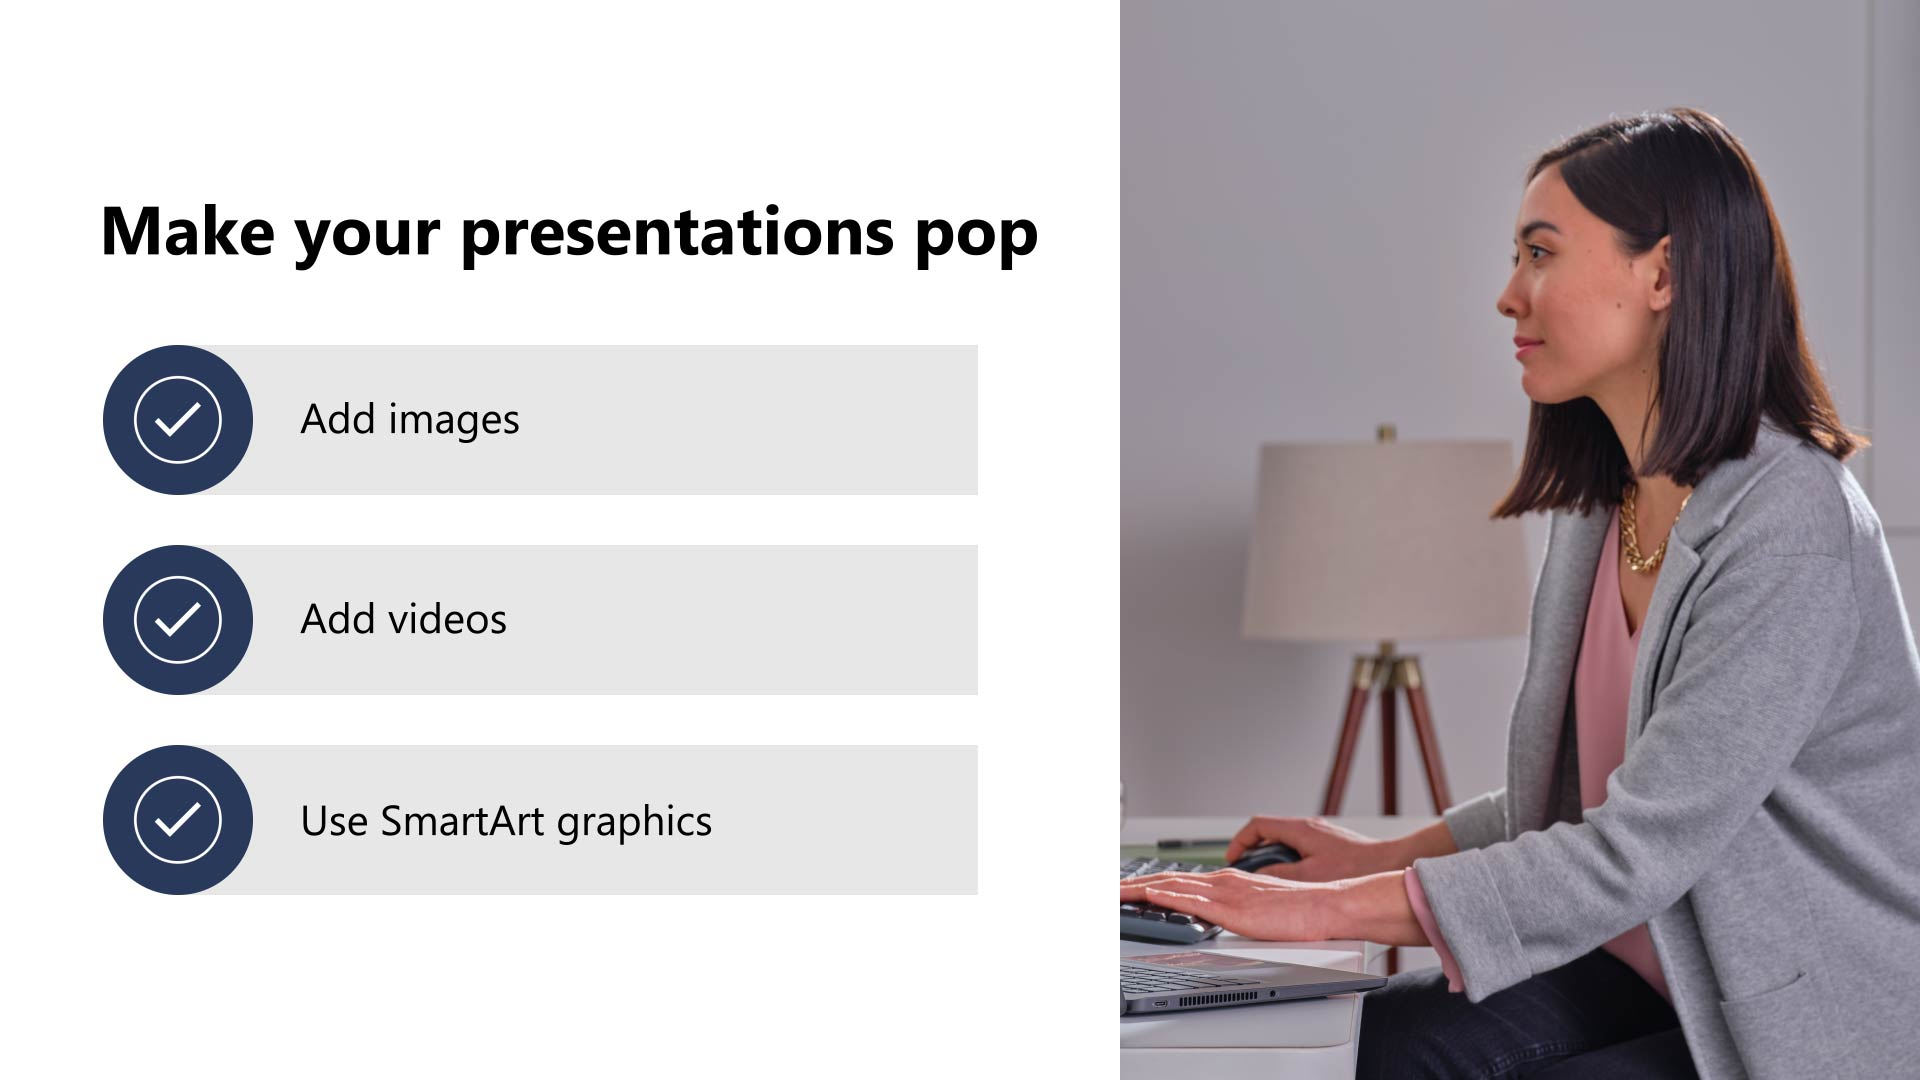 Make your presentations pop
Add images
Add videos
Use SmartArt graphics